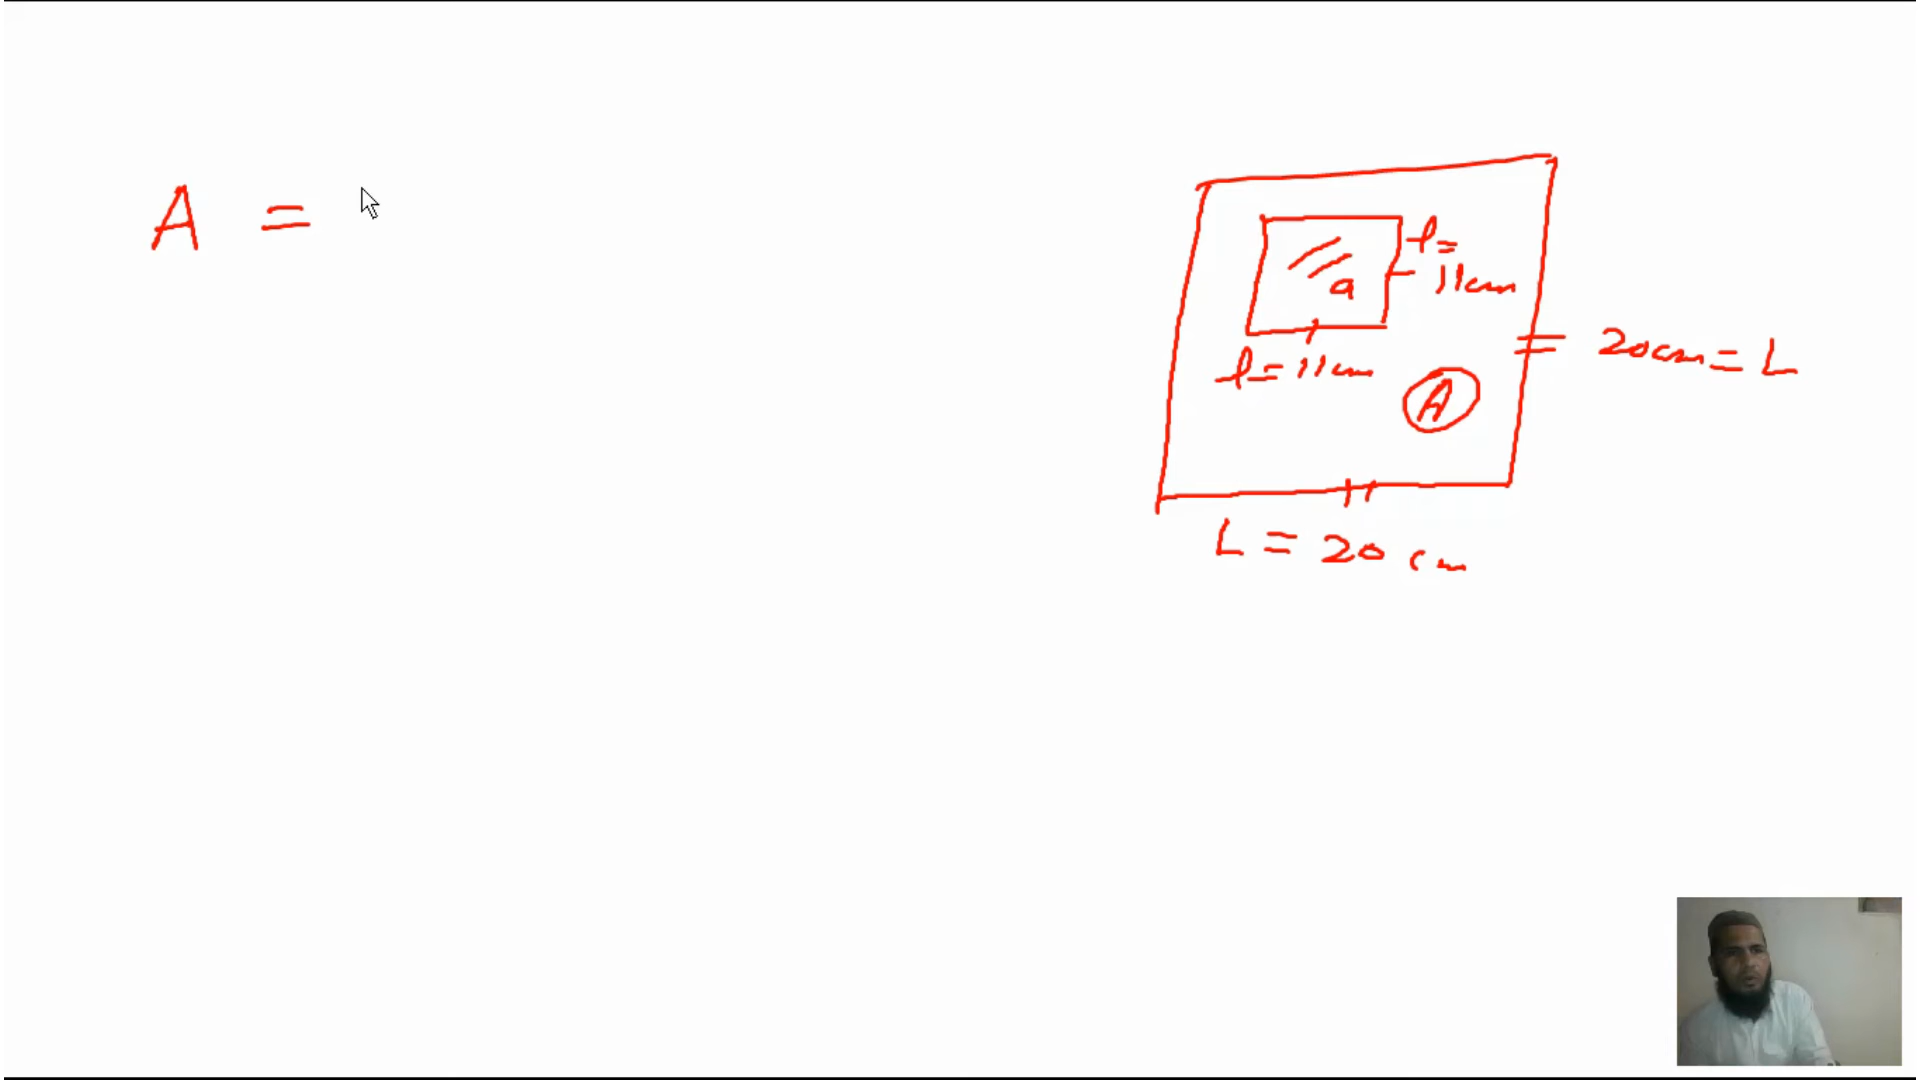 A =
l =
11cm
a
20cm = L
l = 11cm
A
L = 20 cm